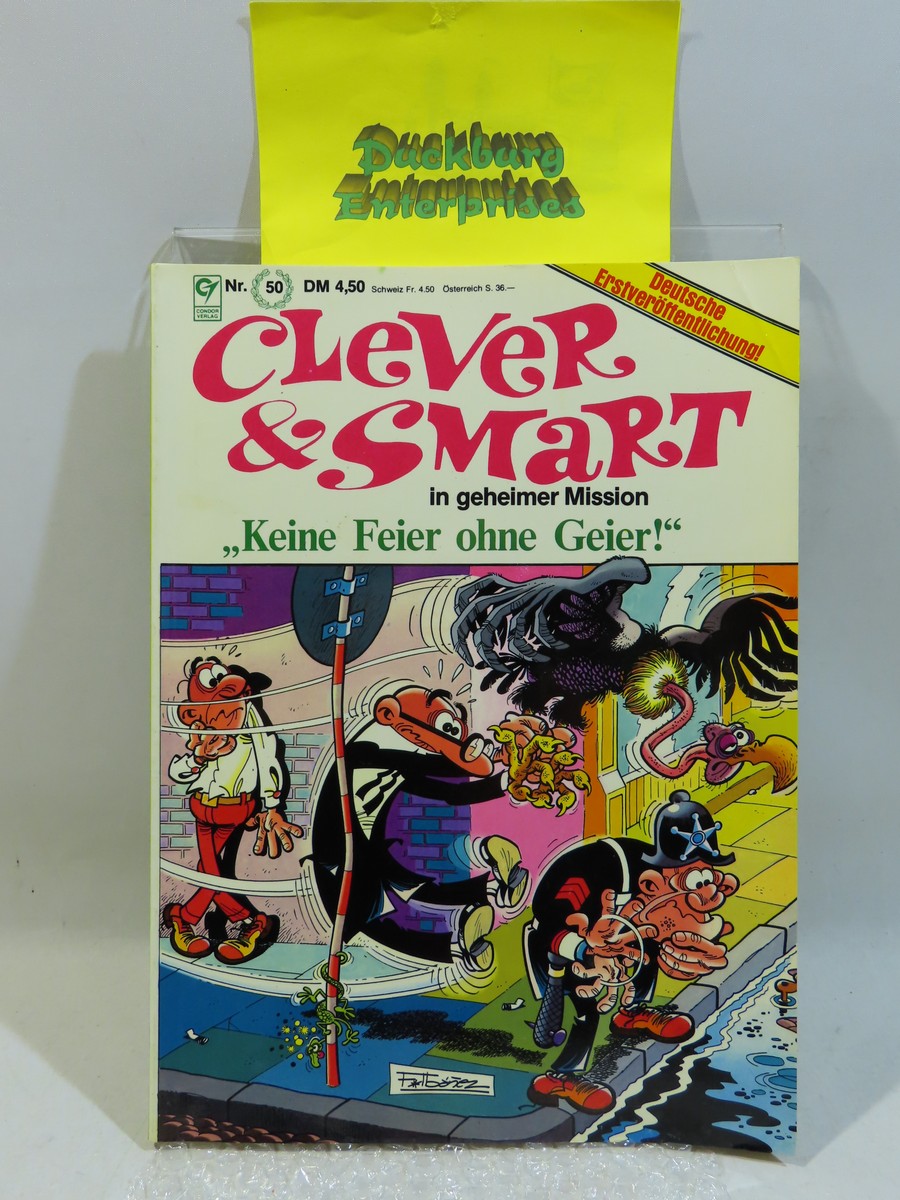 Duckburg
Enterprises
CONDOR
VERLAG
Nr. 50 DM 4,50 Schweiz Fr. 4.50 Österreich S. 36.—
Deutsche
Erstveröffentlichung!
CLeVeR
& SMaRT
in geheimer Mission
„Keine Feier ohne Geier!“